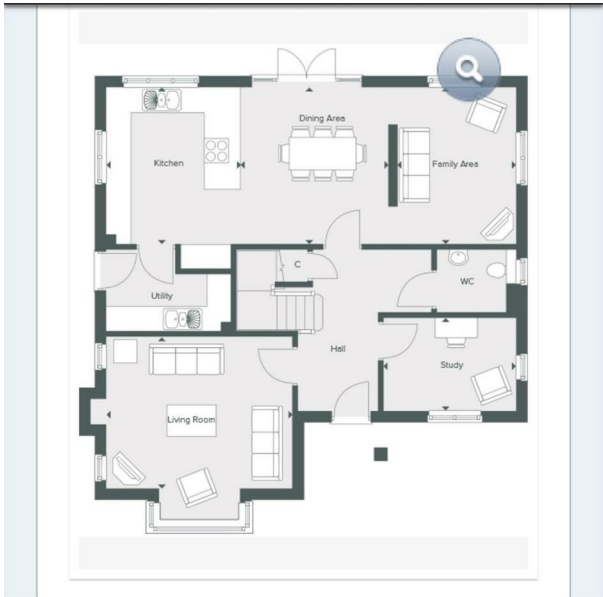 Dining Area
Kitchen
Family Area
C
WC
Utility
Hall
Study
Living Room